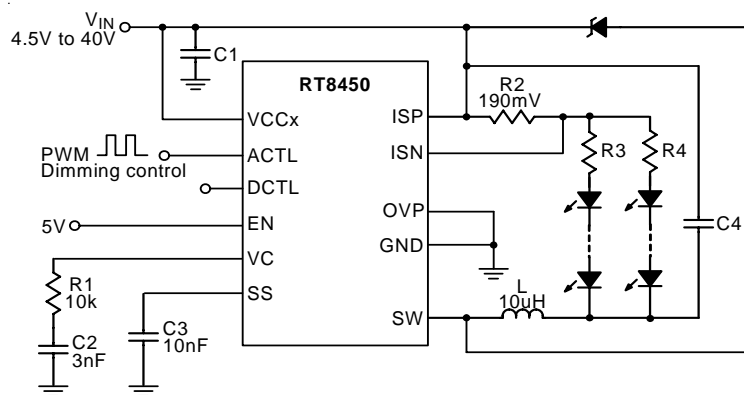 VIN
4.5V to 40V
C1
RT8450
R2
190mV
VCCx
ISP
PWM
Dimming control
ACTL
ISN
R3
R4
DCTL
OVP
C4
5V
EN
GND
VC
R1
10k
SS
L
10uH
SW
C2
3nF
C3
10nF